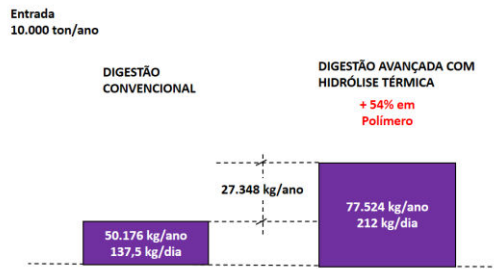 Entrada
10.000 ton/ano
DIGESTÃO
CONVENCIONAL
DIGESTÃO AVANÇADA COM
HIDRÓLISE TÉRMICA
+ 54% em
Polímero
27.348 kg/ano
50.176 kg/ano
137,5 kg/dia
77.524 kg/ano
212 kg/dia